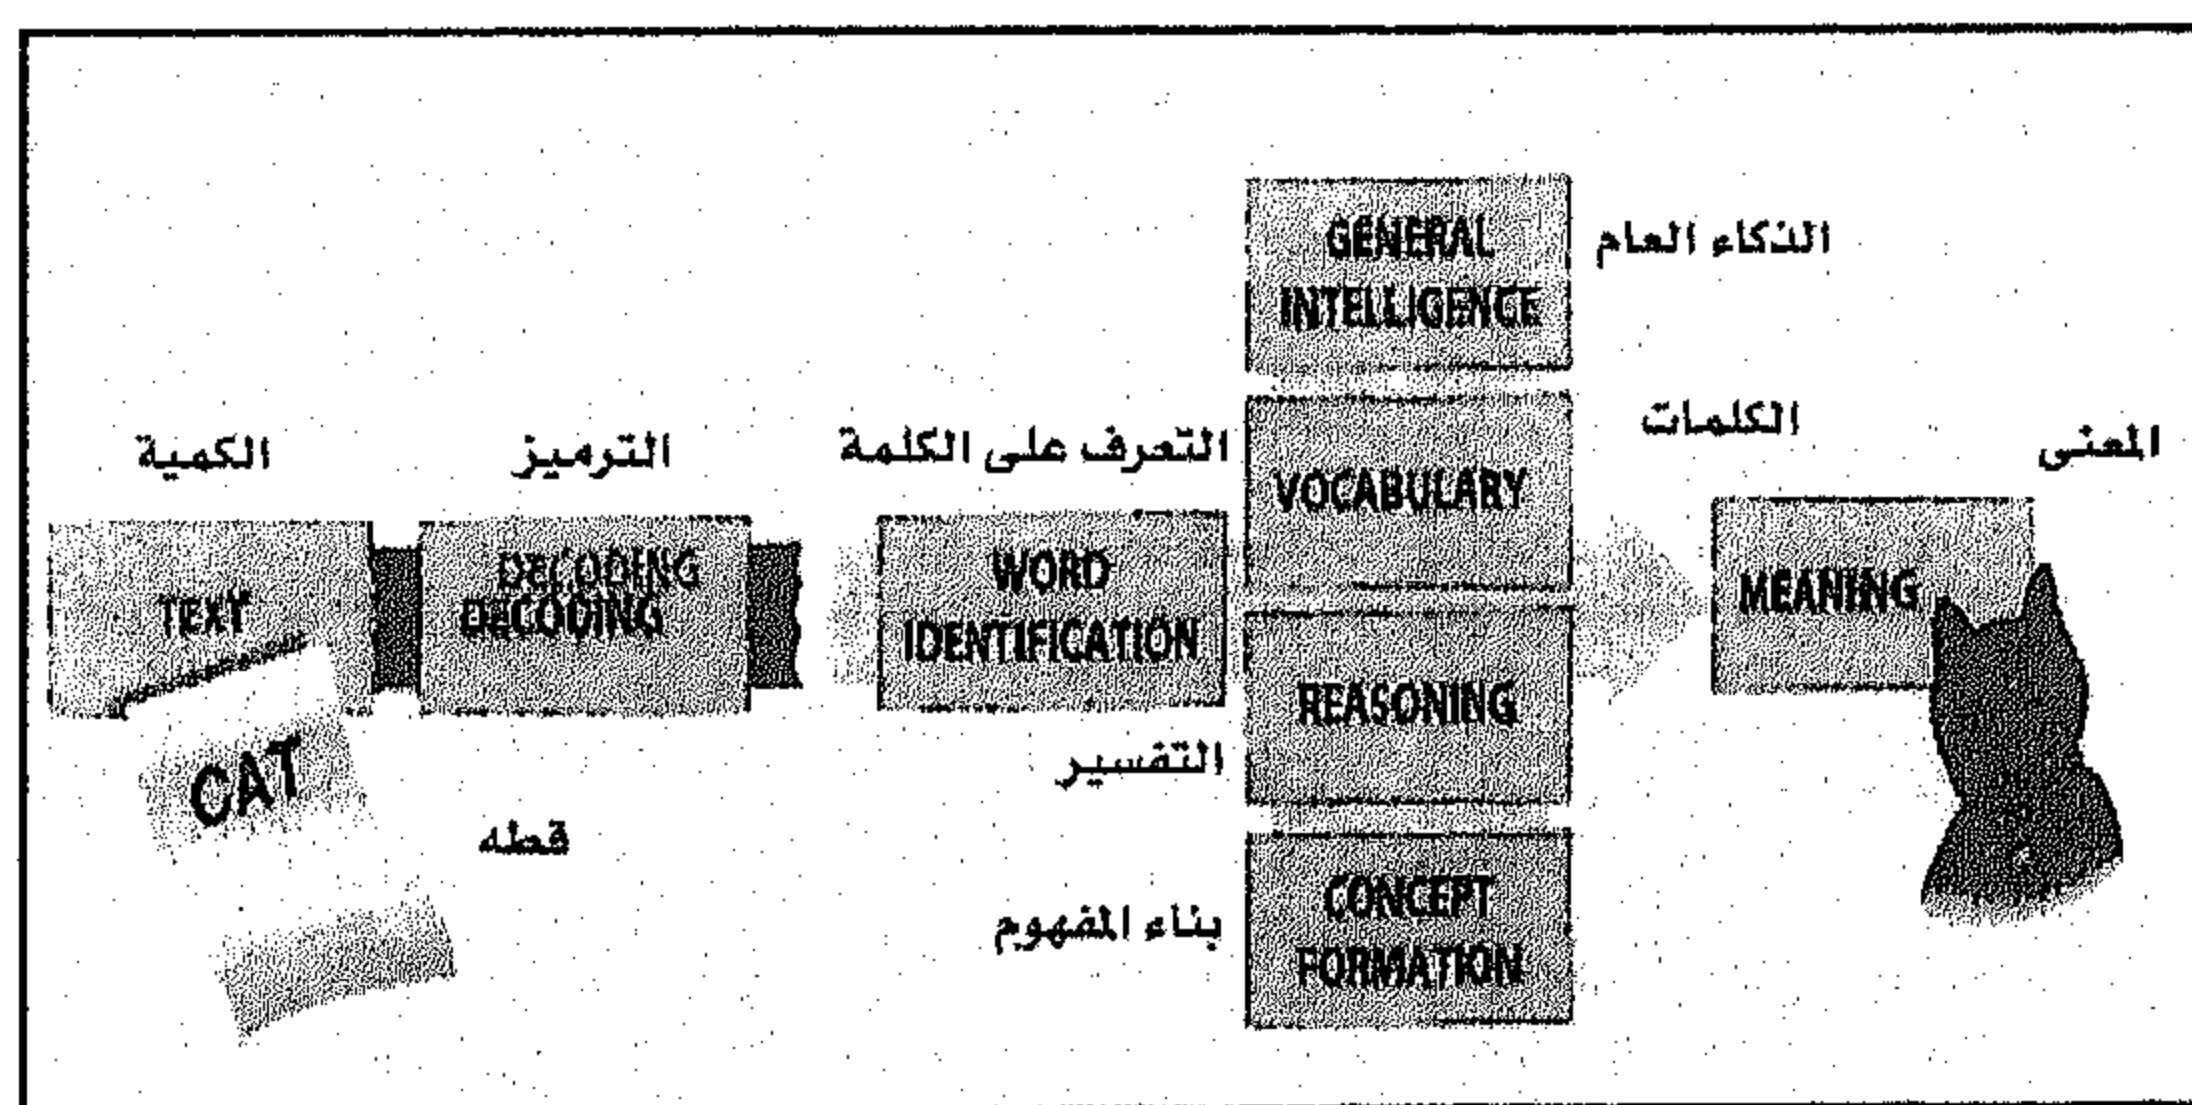 GENERAL
INTELLIGENCE
الذكاء العام
الكمية
الترميز
التعرف على الكلمة
VOCABULARY
الكلمات
المعنى
TEXT
DECODING
DECODING
WORD
IDENTIFICATION
MEANING
REASONING
التفسير
CAT
قطه
CONCEPT
FORMATION
بناء المفهوم